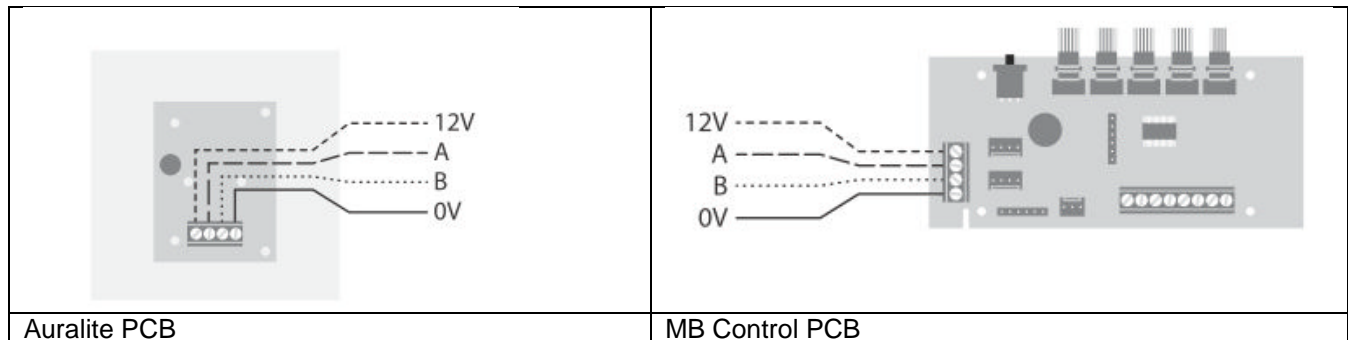 12V
A
B
0V
12V
A
B
0V
Auralite PCB
MB Control PCB